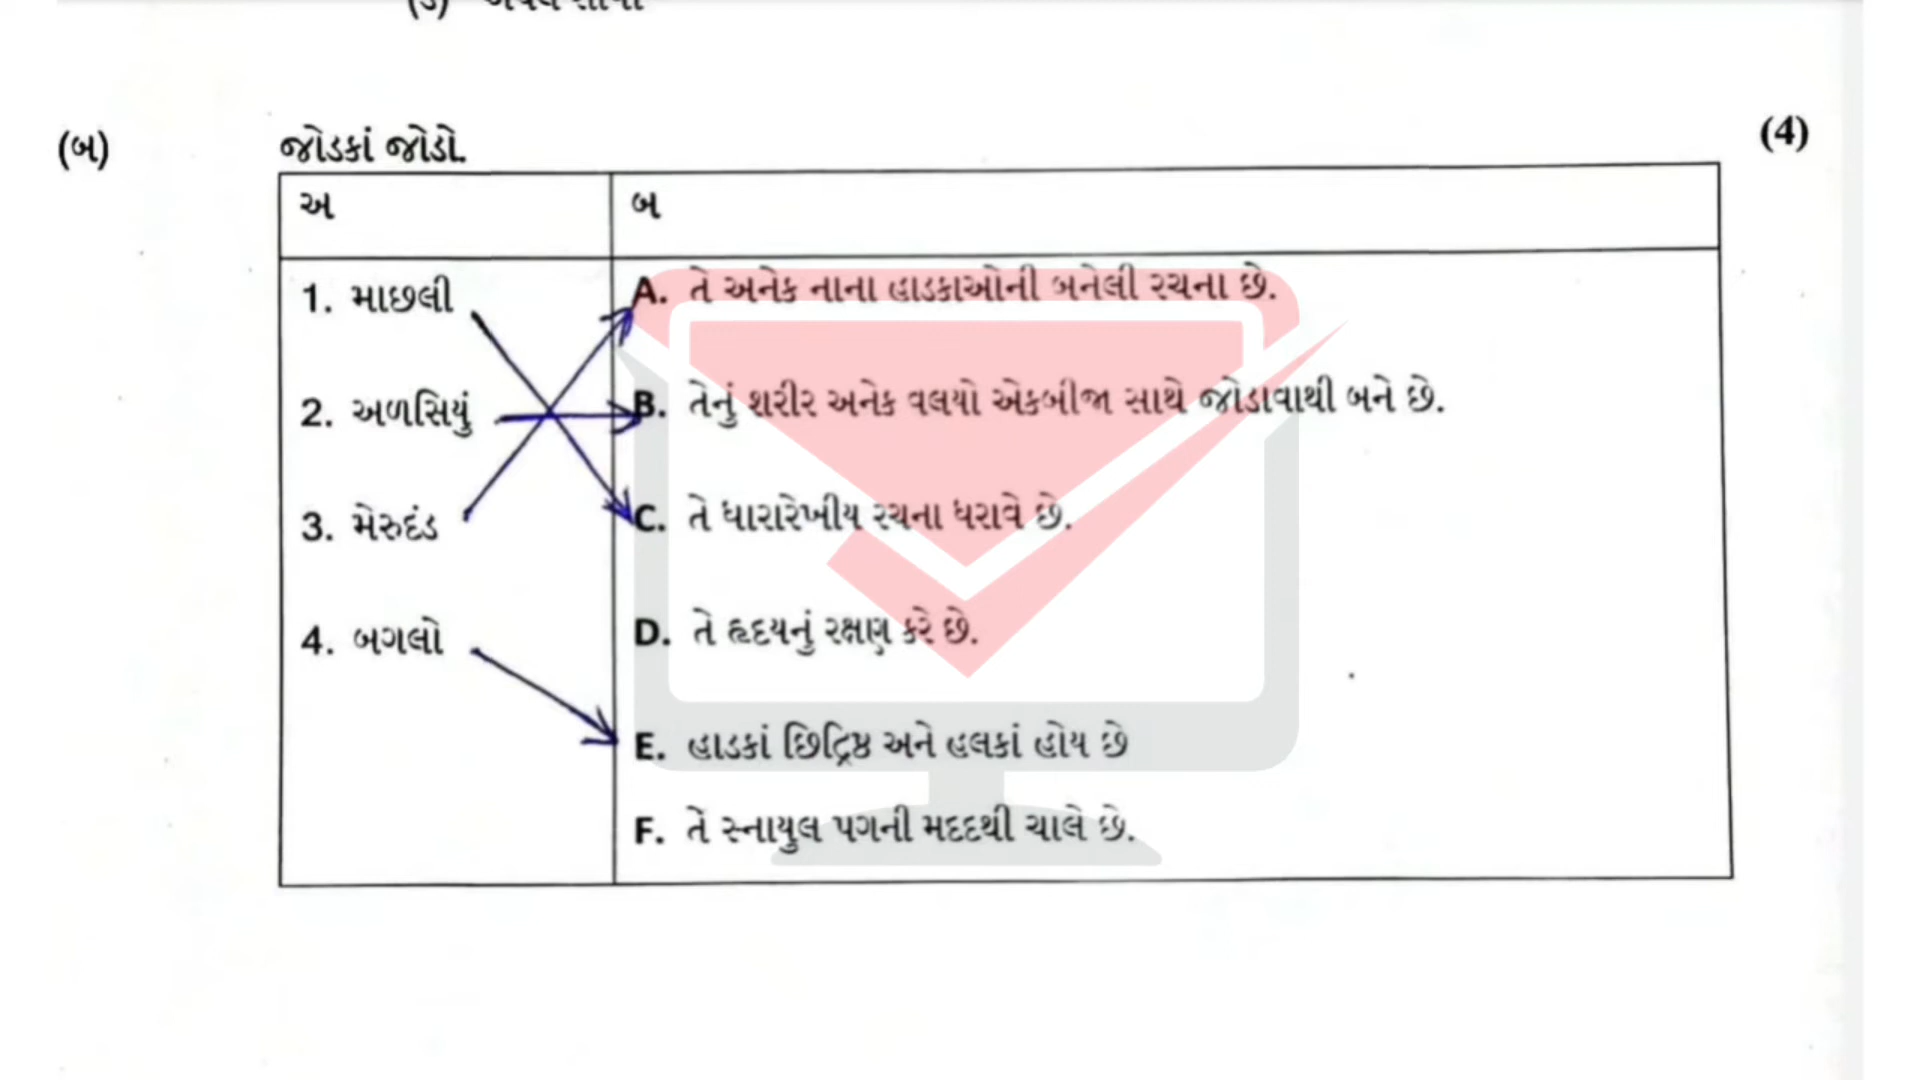 (બ) જોડકાં જોડો. (4)
અ બ
1. માછલી A. તે અનેક નાના હાડકાઓની બનેલી રચના છે.
2. અળસિયું B. તેનું શરીર અનેક વલયો એકબીજા સાથે જોડાવાથી બને છે.
3. મેરુદંડ C. તે ધારારેખીય રચના ધરાવે છે.
4. બગલો D. તે હૃદયનું રક્ષણ કરે છે.
E. હાડકાં છિદ્રિષ્ઠ અને હલકાં હોય છે
F. તે સ્નાયુલ પગની મદદથી ચાલે છે.